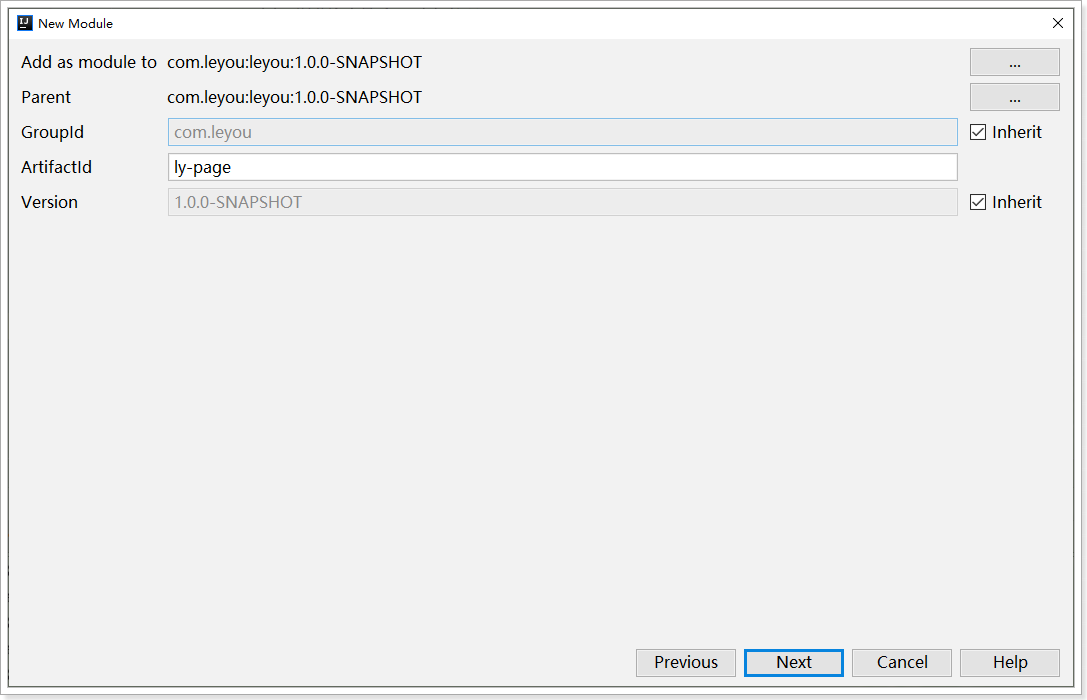 New Module
Add as module to com.leyou:leyou:1.0.0-SNAPSHOT ...
Parent com.leyou:leyou:1.0.0-SNAPSHOT ...
GroupId com.leyou Inherit
ArtifactId ly-page
Version 1.0.0-SNAPSHOT Inherit
Previous Next Cancel Help